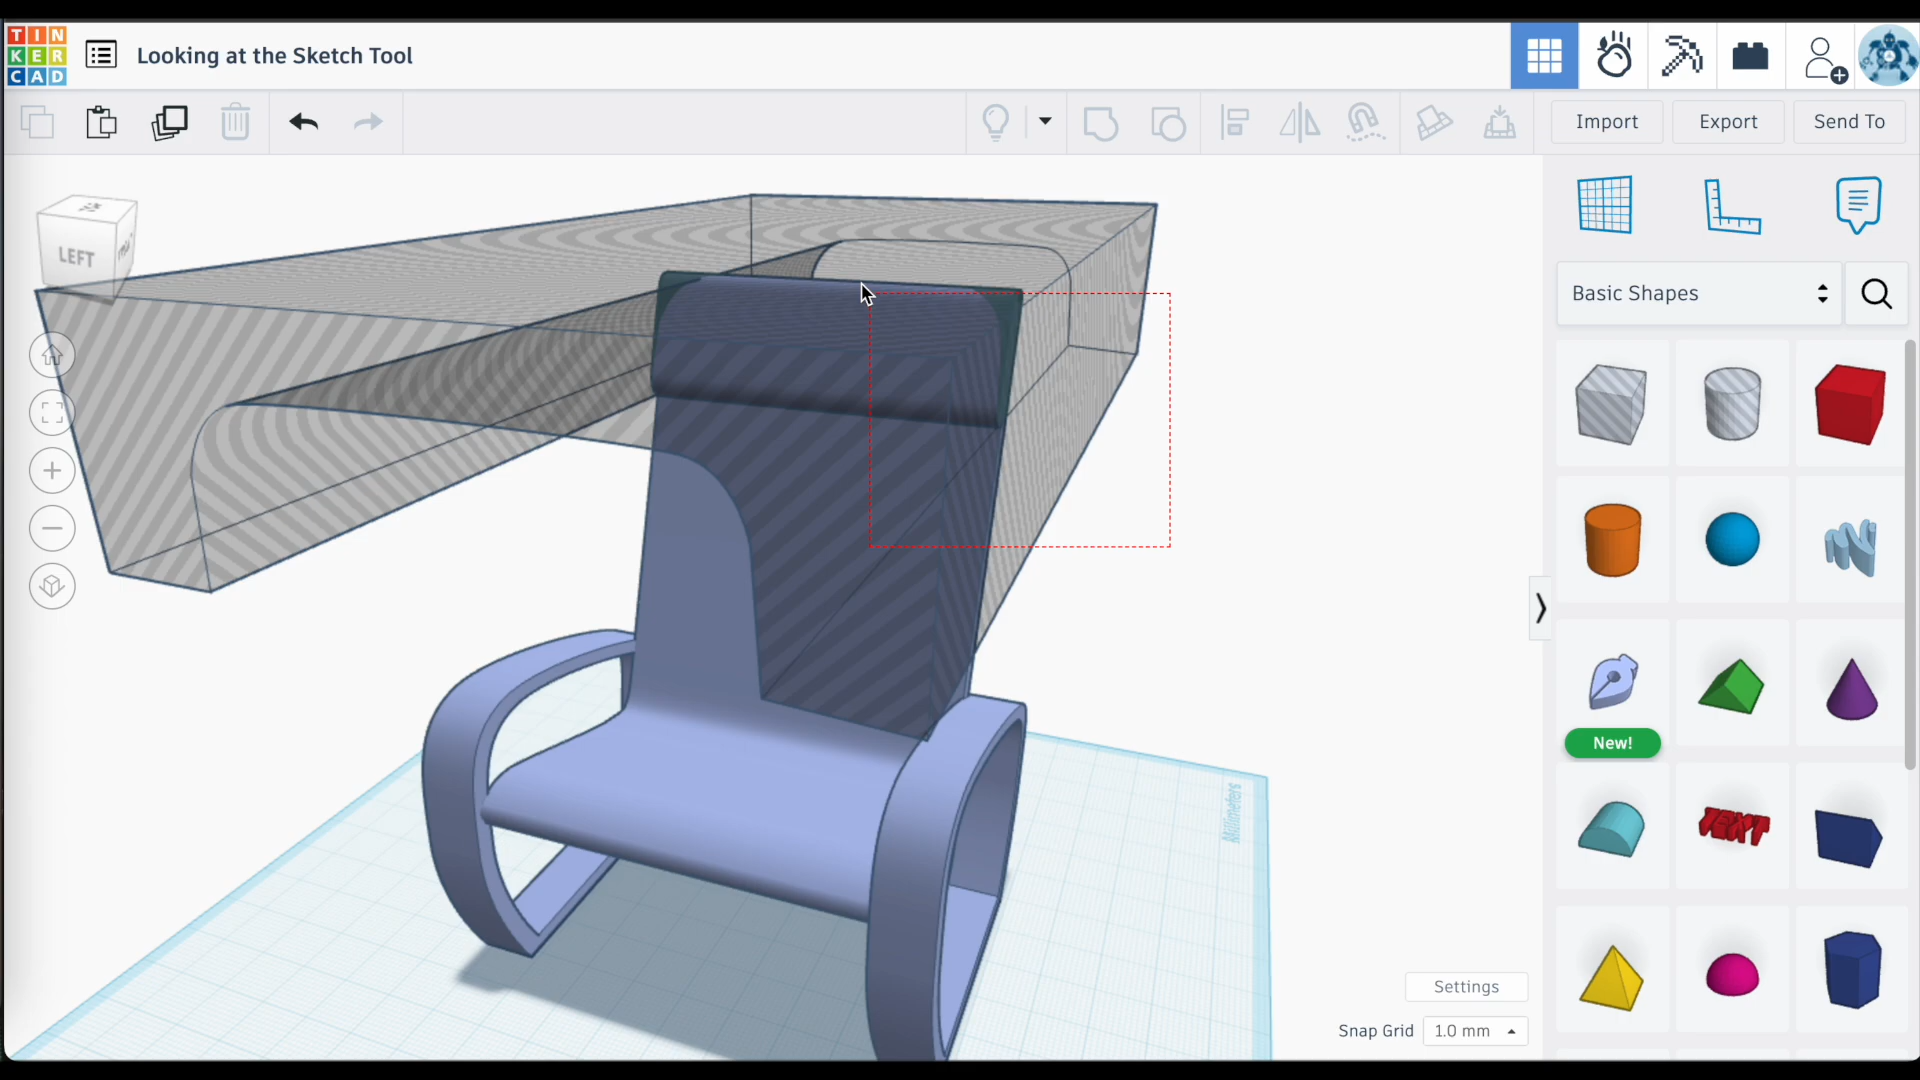 TIN
KER
CAD
Looking at the Sketch Tool
Import
Export
Send To
LEFT
Basic Shapes
New!
TEXT
Millimeters
Settings
Snap Grid
1.0 mm